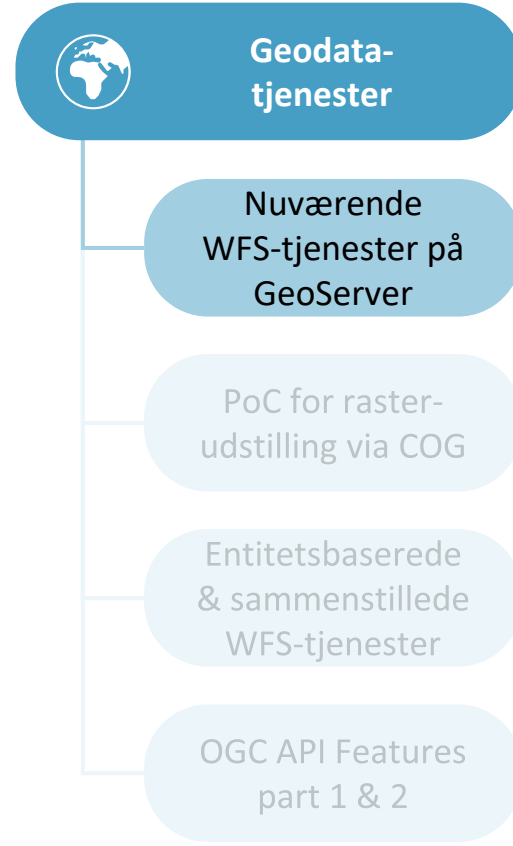 Geodata-
tjenester
Nuværende
WFS-tjenester på
GeoServer
PoC for raster-
udstilling via COG
Entitetsbaserede
& sammenstillede
WFS-tjenester
OGC API Features
part 1 & 2